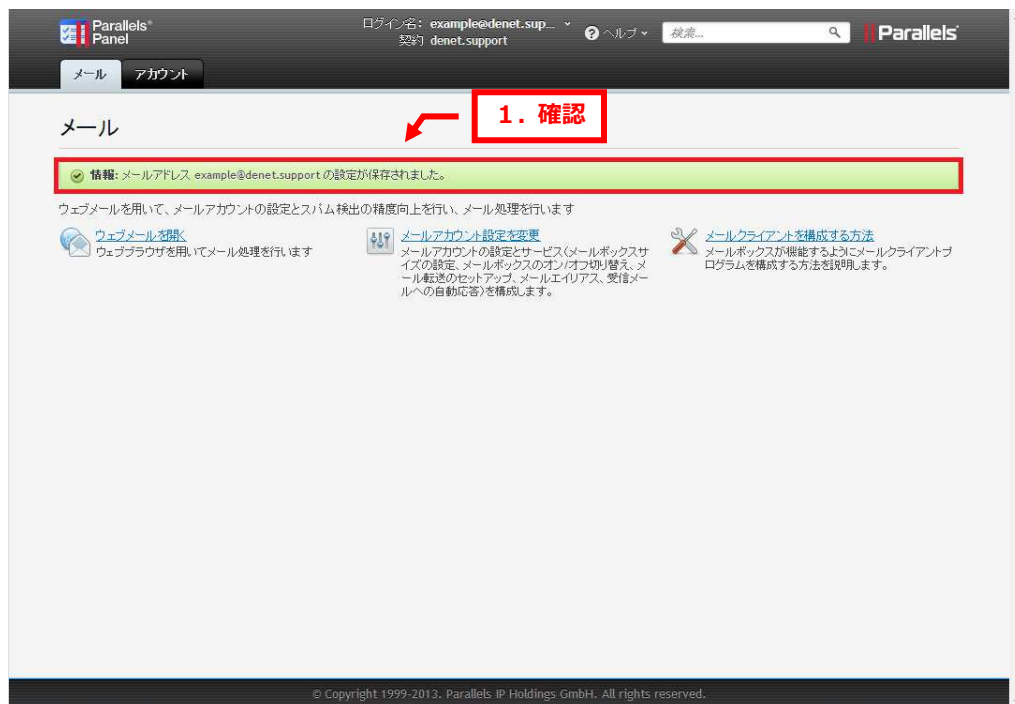 Parallels®
Panel
ログイン名: example@denet.sup...
契約 denet.support
ヘルプ
検索...
Parallels®
メール
アカウント
1. 確認
メール
情報: メールアドレス example@denet.support の設定が保存されました。
ウェブメールを用いて、メールアカウントの設定とスパム検出の精度向上を行い、メール処理を行います
ウェブメールを開く
ウェブブラウザを用いてメール処理を行います
メールアカウント設定を変更
メールアカウントの設定とサービス(メールボックスサ
イズの設定、メールボックスのオン/オフ切り替え、メ
ール転送のセットアップ、メールエイリアス、受信メー
ルへの自動応答)を構成します。
メールクライアントを構成する方法
メールボックスが機能するようにメールクライアントプ
ログラムを構成する方法を説明します。
© Copyright 1999-2013. Parallels IP Holdings GmbH. All rights reserved.